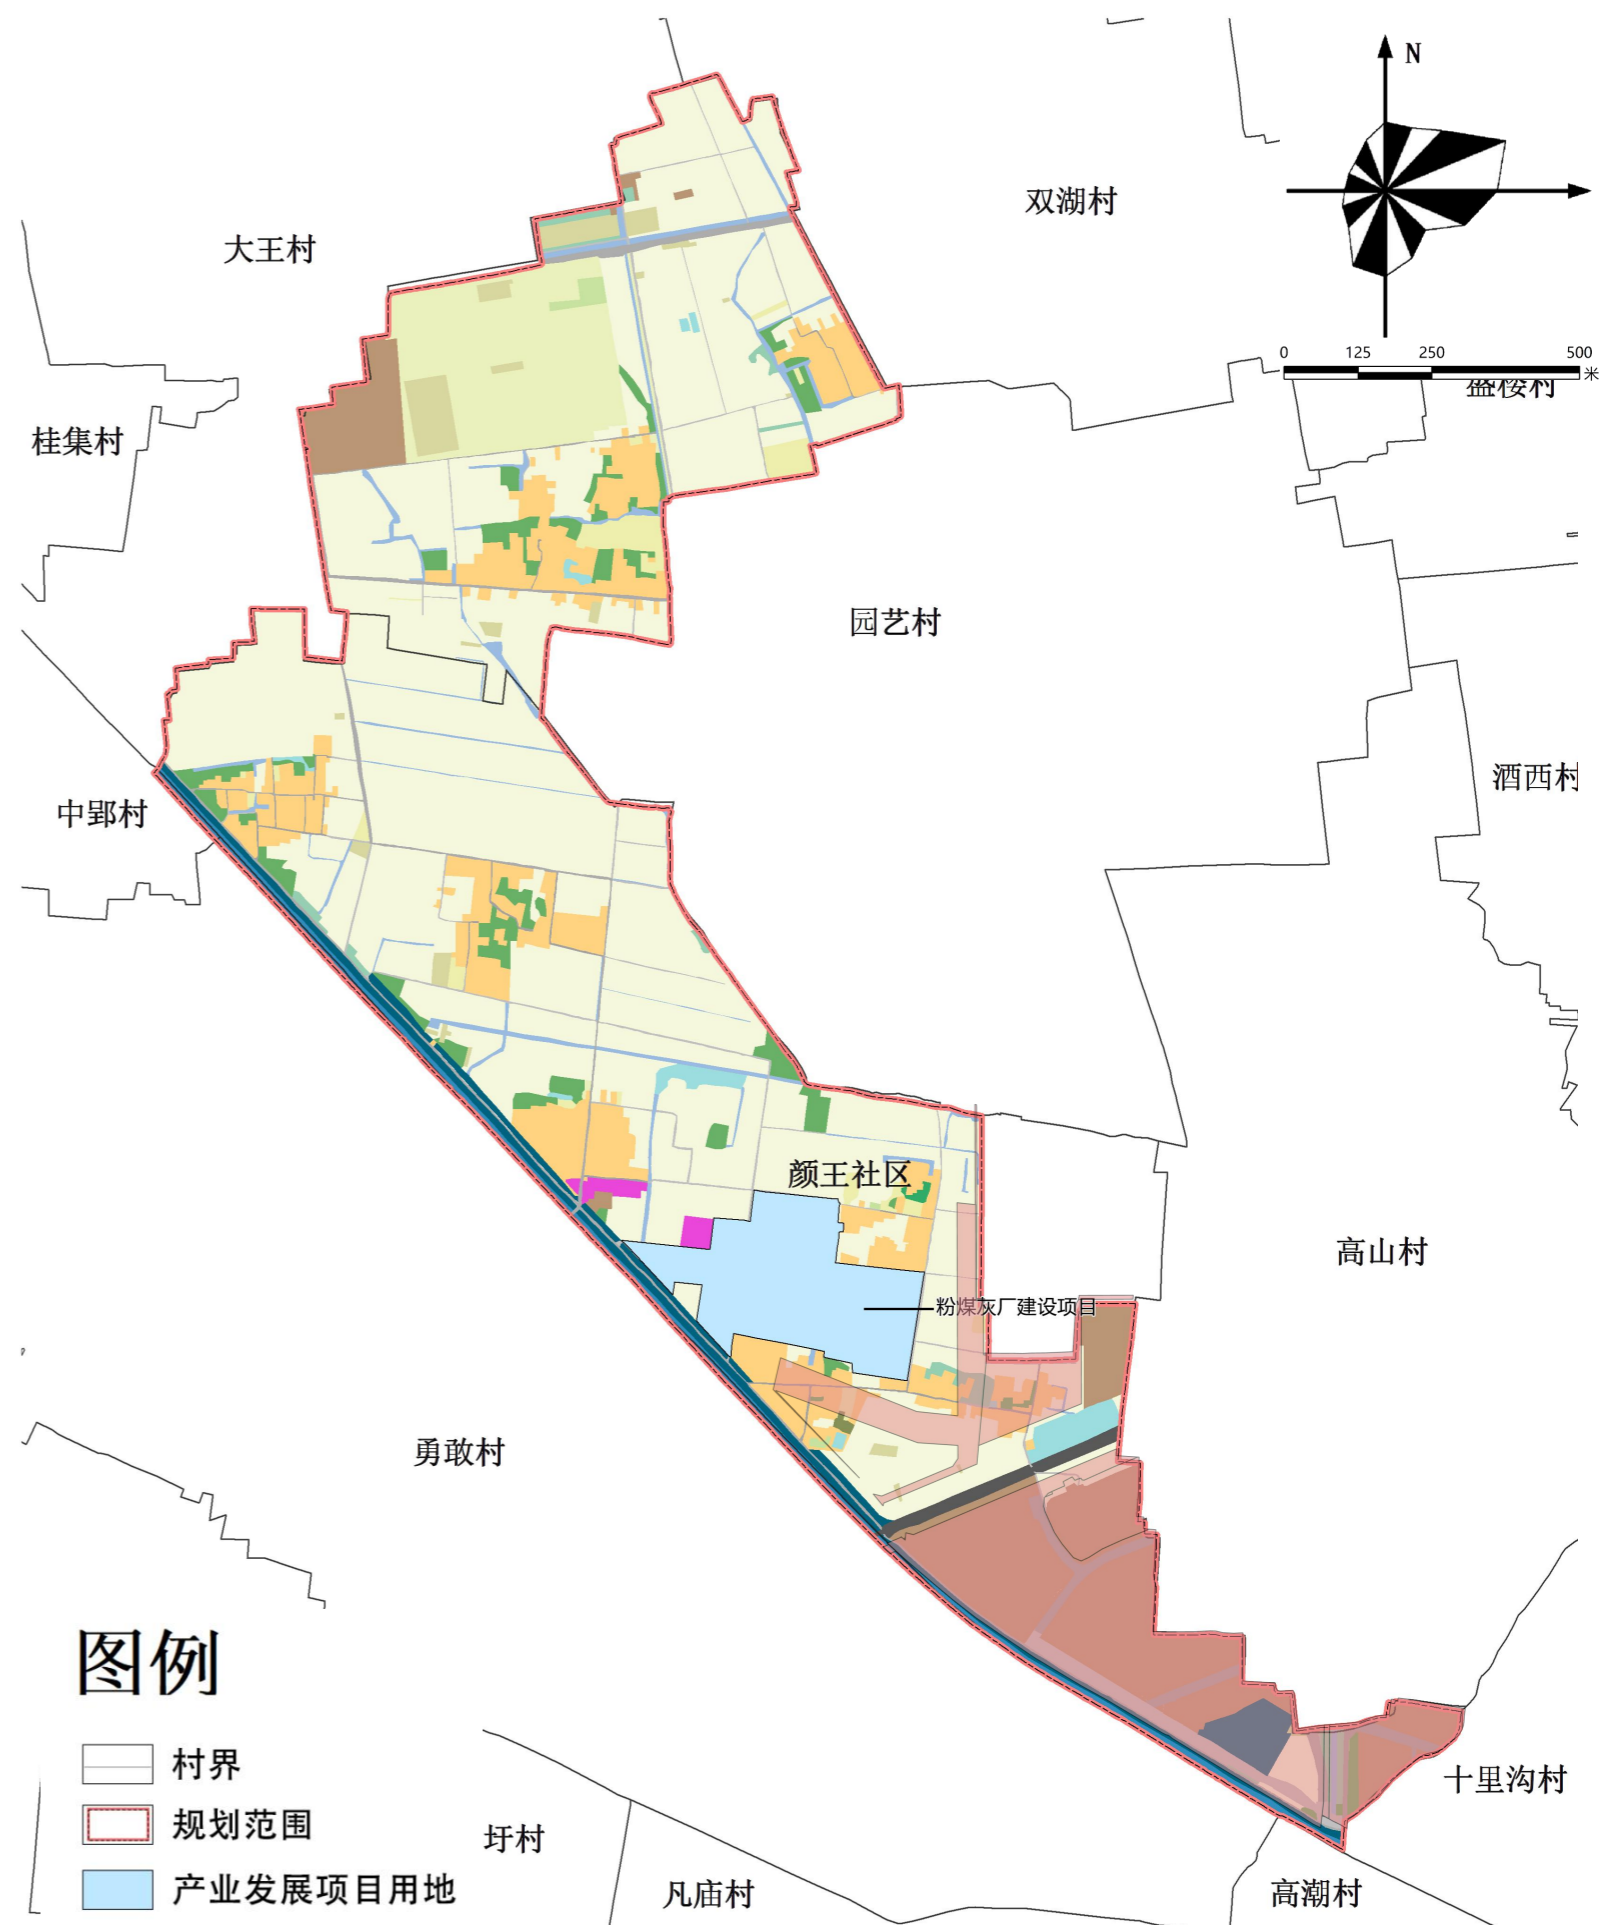 N
双湖村
大王村
0 125 250 500
米
盛楼村
桂集村
园艺村
酒西村
中郢村
颜王社区
高山村
粉煤灰厂建设项目
勇敢村
图例
村界
规划范围
产业发展项目用地
十里沟村
圩村
凡庙村
高潮村